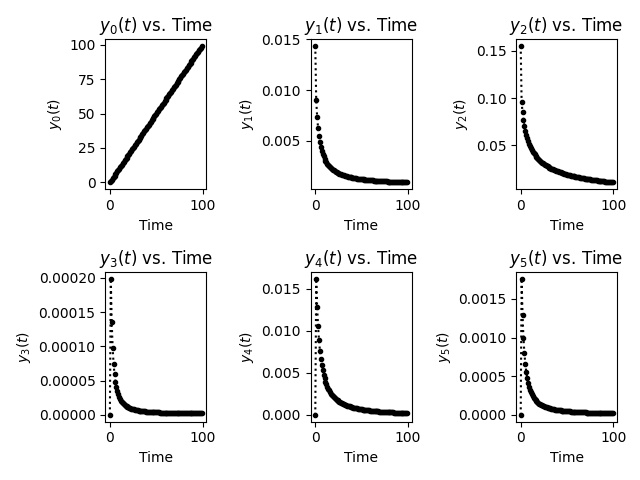 y₀(t) vs. Time
y₁(t) vs. Time
y₂(t) vs. Time
100
75
50
25
0
y₀(t)
0
100
Time
0.015
0.010
0.005
y₁(t)
0
100
Time
0.15
0.10
0.05
y₂(t)
0
100
Time
y₃(t) vs. Time
y₄(t) vs. Time
y₅(t) vs. Time
0.00020
0.00015
0.00010
0.00005
0.00000
y₃(t)
0
100
Time
0.015
0.010
0.005
0.000
y₄(t)
0
100
Time
0.0015
0.0010
0.0005
0.0000
y₅(t)
0
100
Time